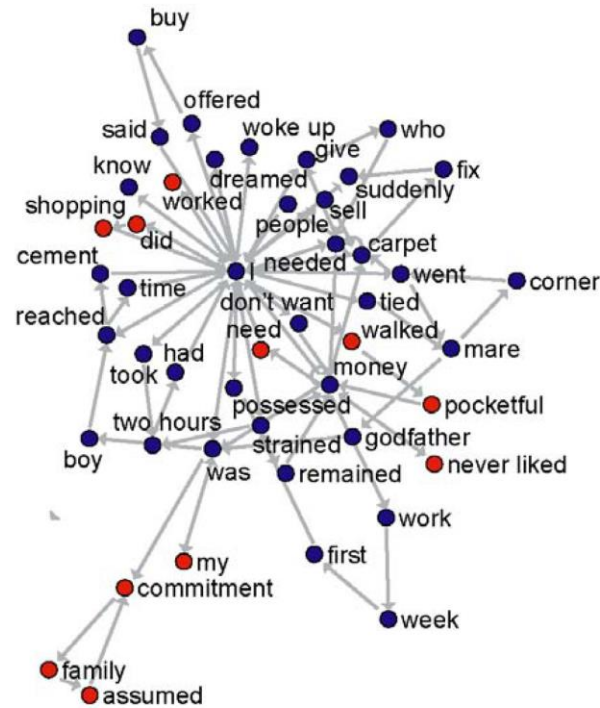 buy
offered
said
woke up
who
give
know
dreamed
fix
suddenly
worked
shopping
people
sell
did
cement
I
needed
carpet
went
time
corner
don't want
tied
reached
need
walked
had
money
mare
took
possessed
pocketful
two hours
strained
godfather
boy
was
remained
never liked
work
first
my
commitment
week
family
assumed